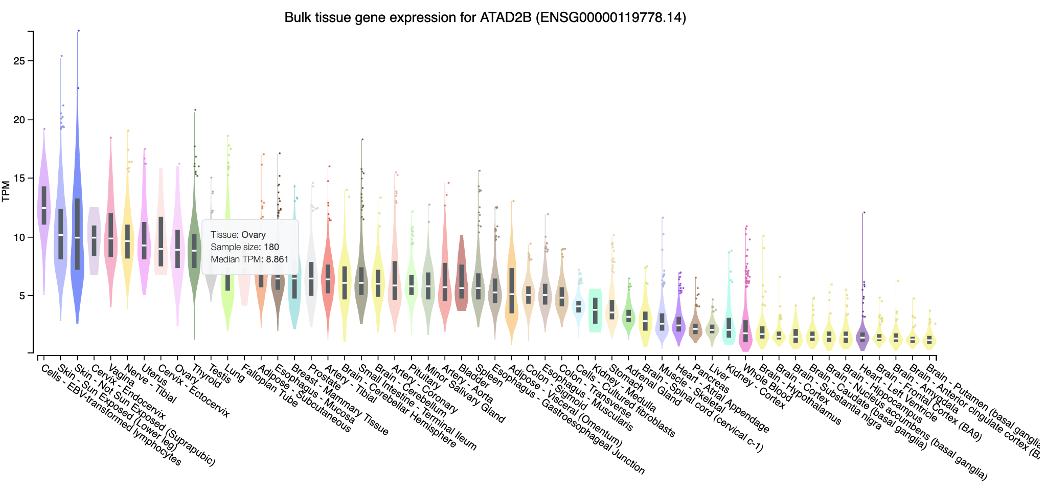 Bulk tissue gene expression for ATAD2B (ENSG00000119778.14)
TPM
25
20
15
10
5
Tissue: Ovary
Sample size: 180
Median TPM: 8.861
Cells - EBV-transformed lymphocytes
Skin - Sun Exposed (Lower leg)
Skin - Not Sun Exposed (Suprapubic)
Cervix - Endocervix
Vagina
Nerve - Tibial
Uterus
Cervix - Ectocervix
Ovary
Thyroid
Testis
Lung
Fallopian Tube
Adipose - Subcutaneous
Esophagus - Mucosa
Breast - Mammary Tissue
Prostate
Artery - Tibial
Brain - Cerebellum
Small Intestine - Terminal Ileum
Brain - Cerebellar Hemisphere
Artery - Coronary
Pituitary
Minor Salivary Gland
Artery - Aorta
Bladder
Spleen
Esophagus - Gastroesophageal Junction
Adipose - Visceral (Omentum)
Colon - Sigmoid
Esophagus - Muscularis
Colon - Transverse
Cells - Cultured fibroblasts
Kidney - Medulla
Stomach
Adrenal Gland
Brain - Spinal cord (cervical c-1)
Muscle - Skeletal
Heart - Atrial Appendage
Pancreas
Liver
Kidney - Cortex
Whole Blood
Brain - Hypothalamus
Brain - Cortex
Brain - Substantia nigra
Brain - Caudate (basal ganglia)
Brain - Nucleus accumbens (basal ganglia)
Brain - Hippocampus
Heart - Left Ventricle
Brain - Frontal Cortex (BA9)
Brain - Amygdala
Brain - Anterior cingulate cortex
Brain - Putamen (basal